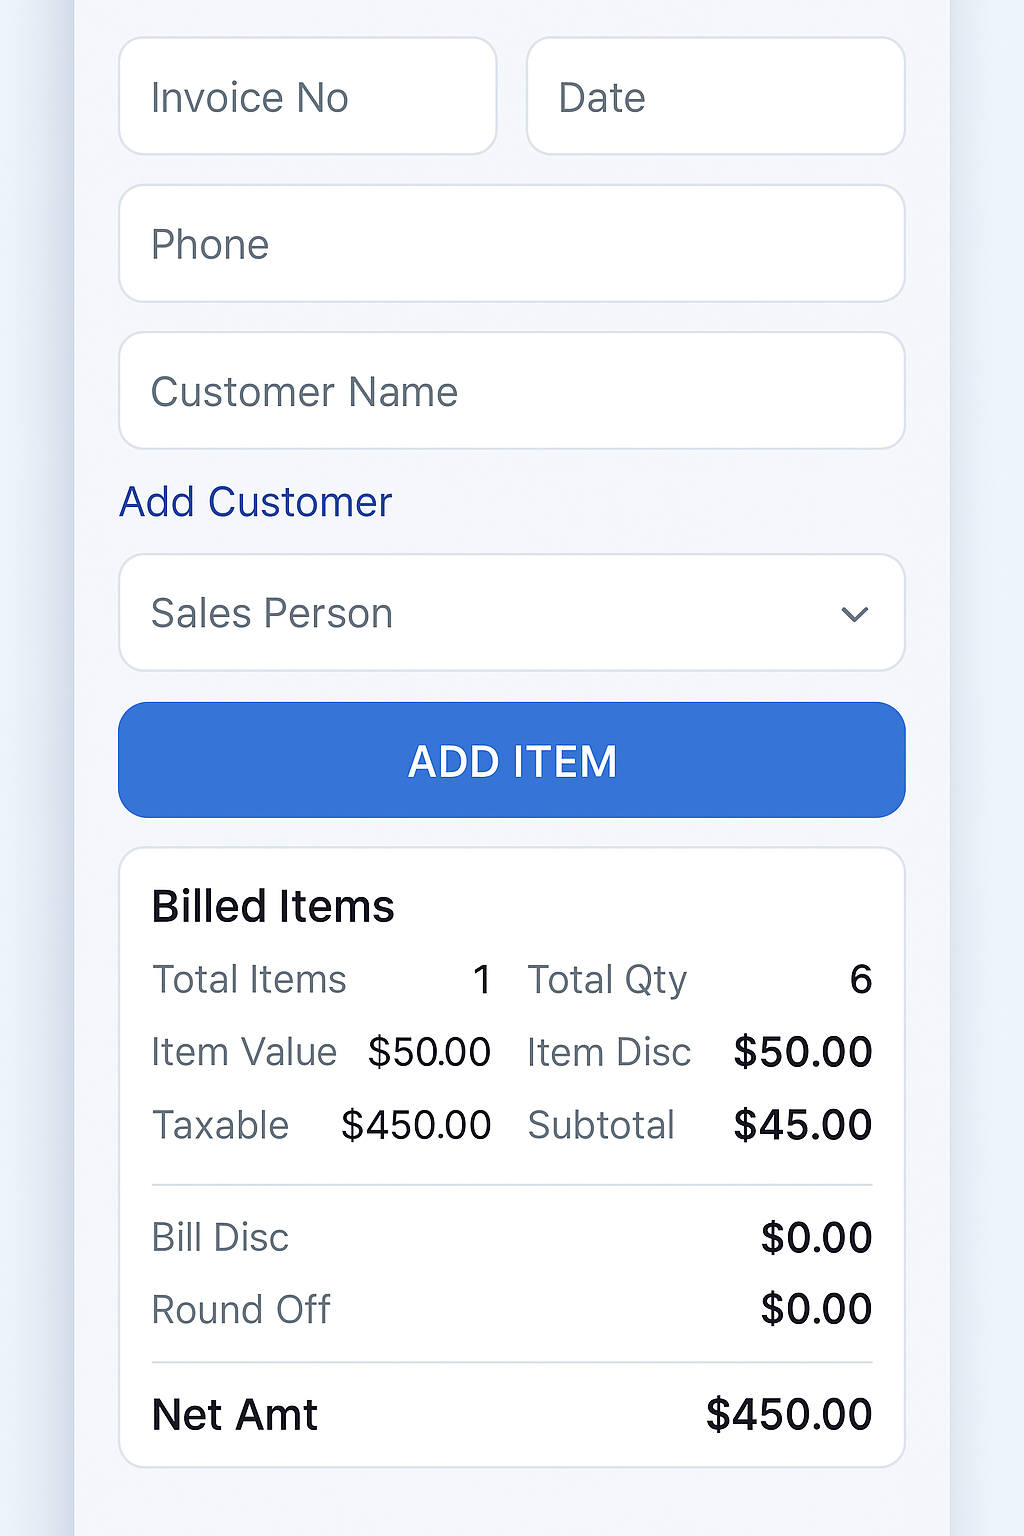 Invoice No Date
Phone
Customer Name
Add Customer
Sales Person
ADD ITEM
Billed Items
Total Items 1 Total Qty 6
Item Value $50.00 Item Disc $50.00
Taxable $450.00 Subtotal $45.00
Bill Disc $0.00
Round Off $0.00
Net Amt $450.00